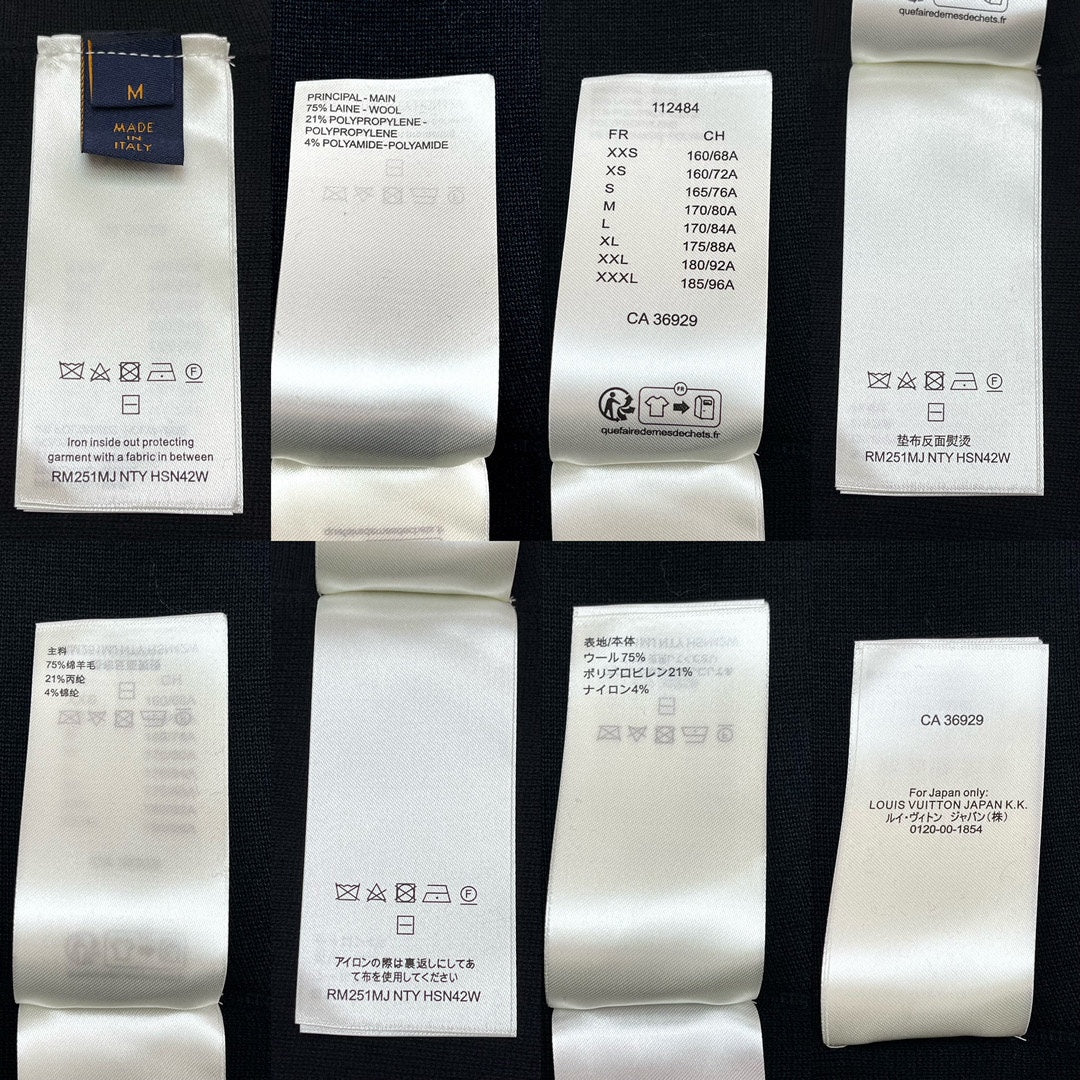 M
MADE
IN
ITALY
F
Iron inside out protecting
garment with a fabric in between
RM251MJ NTY HSN42W
PRINCIPAL - MAIN
75% LAINE - WOOL
21% POLYPROPYLENE -
POLYPROPYLENE
4% POLYAMIDE-POLYAMIDE
112484
FR CH
XXS 160/68A
XS 160/72A
S 165/76A
M 170/80A
L 170/84A
XL 175/88A
XXL 180/92A
XXXL 185/96A
CA 36929
FR
quefairedemesdechets.fr
quefairedemesdechets.fr
F
垫布反面熨烫
RM251MJ NTY HSN42W
主料
75%绵羊毛
21%丙纶
4%锦纶
F
アイロンの際は裏返しにしてあ
て布を使用してください
RM251MJ NTY HSN42W
表地/本体
ウール75%
ポリプロピレン21%
ナイロン4%
CA 36929
For Japan only:
LOUIS VUITTON JAPAN K.K.
ルイ・ヴィトン ジャパン(株)
0120-00-1854